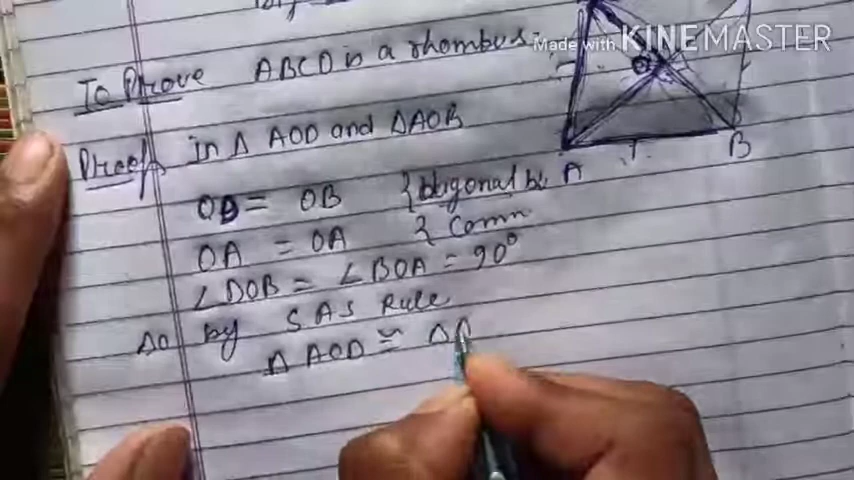 To Prove ABCD is a rhombus.
Made with KINEMASTER
O
A
B
Proof In Δ AOD and ΔAOB
OD = OB {diagonal bi
OA = OA { Comm
∠DOB = ∠BOA = 90°
So by SAS Rule
Δ AOD ≅ Δ